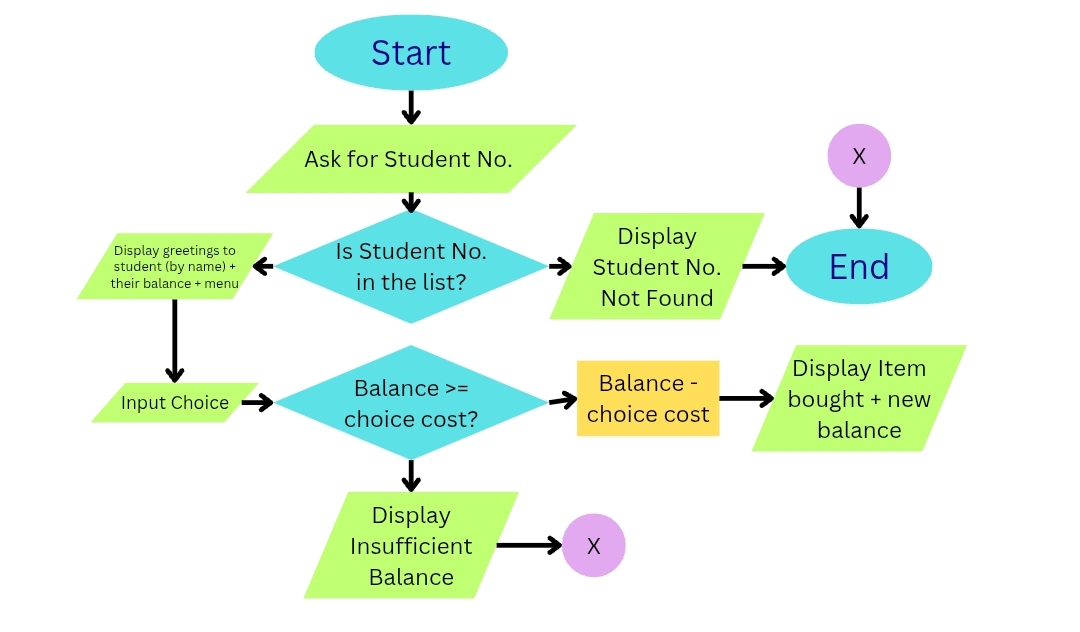 Start
Ask for Student No.
X
Is Student No.
in the list?
Display greetings to
student (by name) +
their balance + menu
Display
Student No.
Not Found
End
Input Choice
Balance >=
choice cost?
Balance -
choice cost
Display Item
bought + new
balance
Display
Insufficient
Balance
X